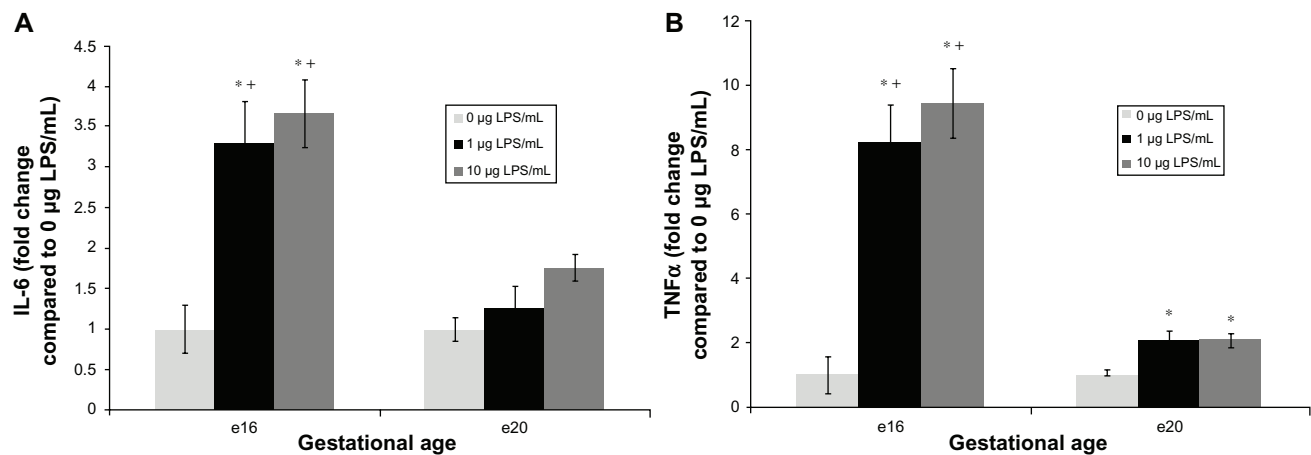 A
IL-6 (fold change
compared to 0 µg LPS/mL)
4.5
4
3.5
3
2.5
2
1.5
1
0.5
0
* +
* +
0 µg LPS/mL
1 µg LPS/mL
10 µg LPS/mL
e16
e20
Gestational age
B
TNFα (fold change
compared to 0 µg LPS/mL)
12
10
8
6
4
2
0
* +
* +
*
*
0 µg LPS/mL
1 µg LPS/mL
10 µg LPS/mL
e16
e20
Gestational age